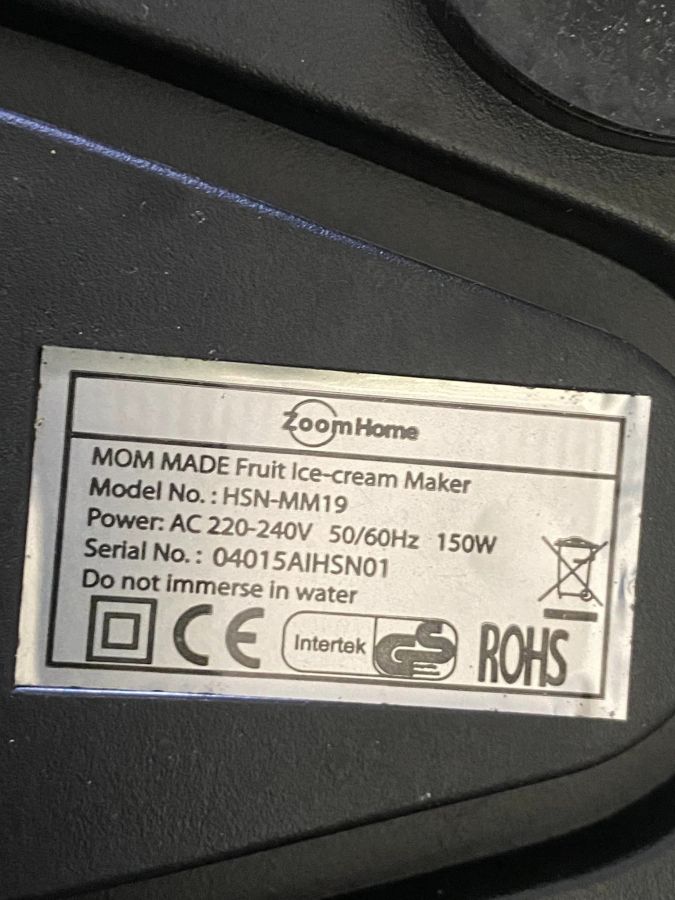 ZoomHome
MOM MADE Fruit Ice-cream Maker
Model No. : HSN-MM19
Power: AC 220-240V 50/60Hz 150W
Serial No. : 04015AIHSN01
Do not immerse in water
CE Intertek GS ROHS